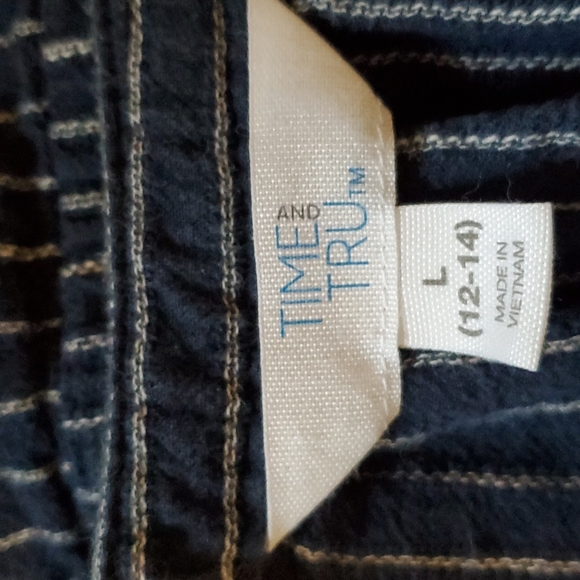 TIME
AND
TRU™
L
(12-14)
MADE IN
VIETNAM